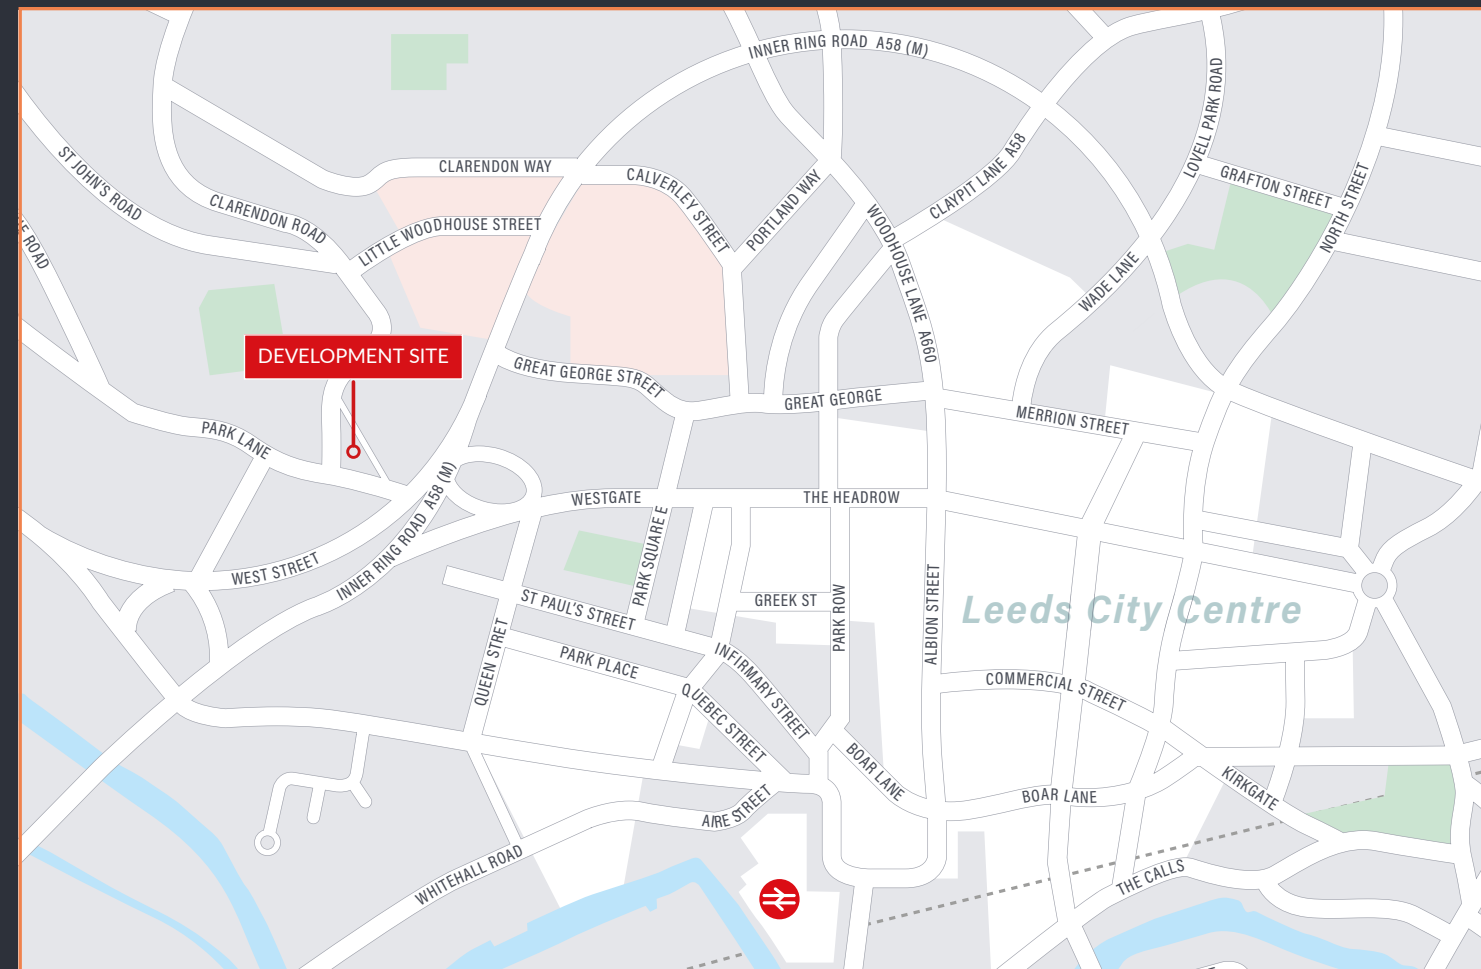 INNER RING ROAD A58 (M)
LOVELL PARK ROAD
ST JOHN'S ROAD
CLARENDON WAY
CALVERLEY STREET
PORTLAND WAY
CLAYPIT LANE A58
GRAFTON STREET
NORTH STREET
CLARENDON ROAD
LITTLE WOODHOUSE STREET
WOODHOUSE LANE A660
WADE LANE
ROAD
DEVELOPMENT SITE
GREAT GEORGE STREET
GREAT GEORGE
MERRION STREET
PARK LANE
WESTGATE
THE HEADROW
INNER RING ROAD A58 (M)
WEST STREET
PARK SQUARE E
ST PAUL'S STREET
GREEK ST
PARK ROW
ALBION STREET
Leeds City Centre
QUEEN STRET
PARK PLACE
INFIRMARY STREET
QUEBEC STREET
COMMERCIAL STREET
BOAR LANE
BOAR LANE
KIRKGATE
AIRE STREET
WHITEHALL ROAD
THE CALLS